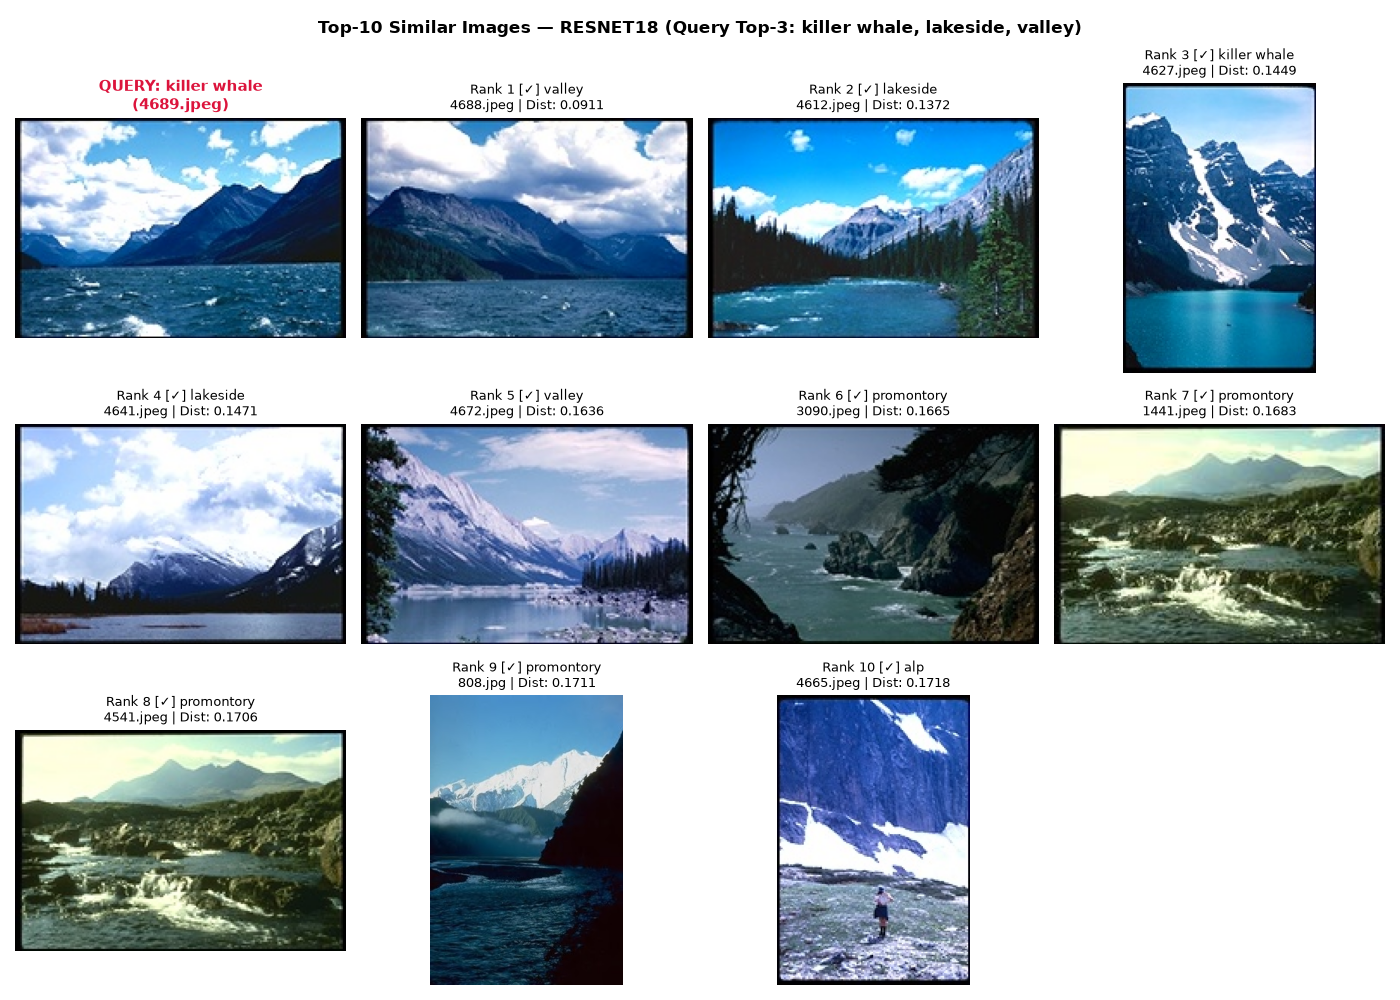 Top-10 Similar Images — RESNET18 (Query Top-3: killer whale, lakeside, valley)
QUERY: killer whale
(4689.jpeg)
Rank 1 [✓] valley
4688.jpeg | Dist: 0.0911
Rank 2 [✓] lakeside
4612.jpeg | Dist: 0.1372
Rank 3 [✓] killer whale
4627.jpeg | Dist: 0.1449
Rank 4 [✓] lakeside
4641.jpeg | Dist: 0.1471
Rank 5 [✓] valley
4672.jpeg | Dist: 0.1636
Rank 6 [✓] promontory
3090.jpeg | Dist: 0.1665
Rank 7 [✓] promontory
1441.jpeg | Dist: 0.1683
Rank 8 [✓] promontory
4541.jpeg | Dist: 0.1706
Rank 9 [✓] promontory
808.jpg | Dist: 0.1711
Rank 10 [✓] alp
4665.jpeg | Dist: 0.1718